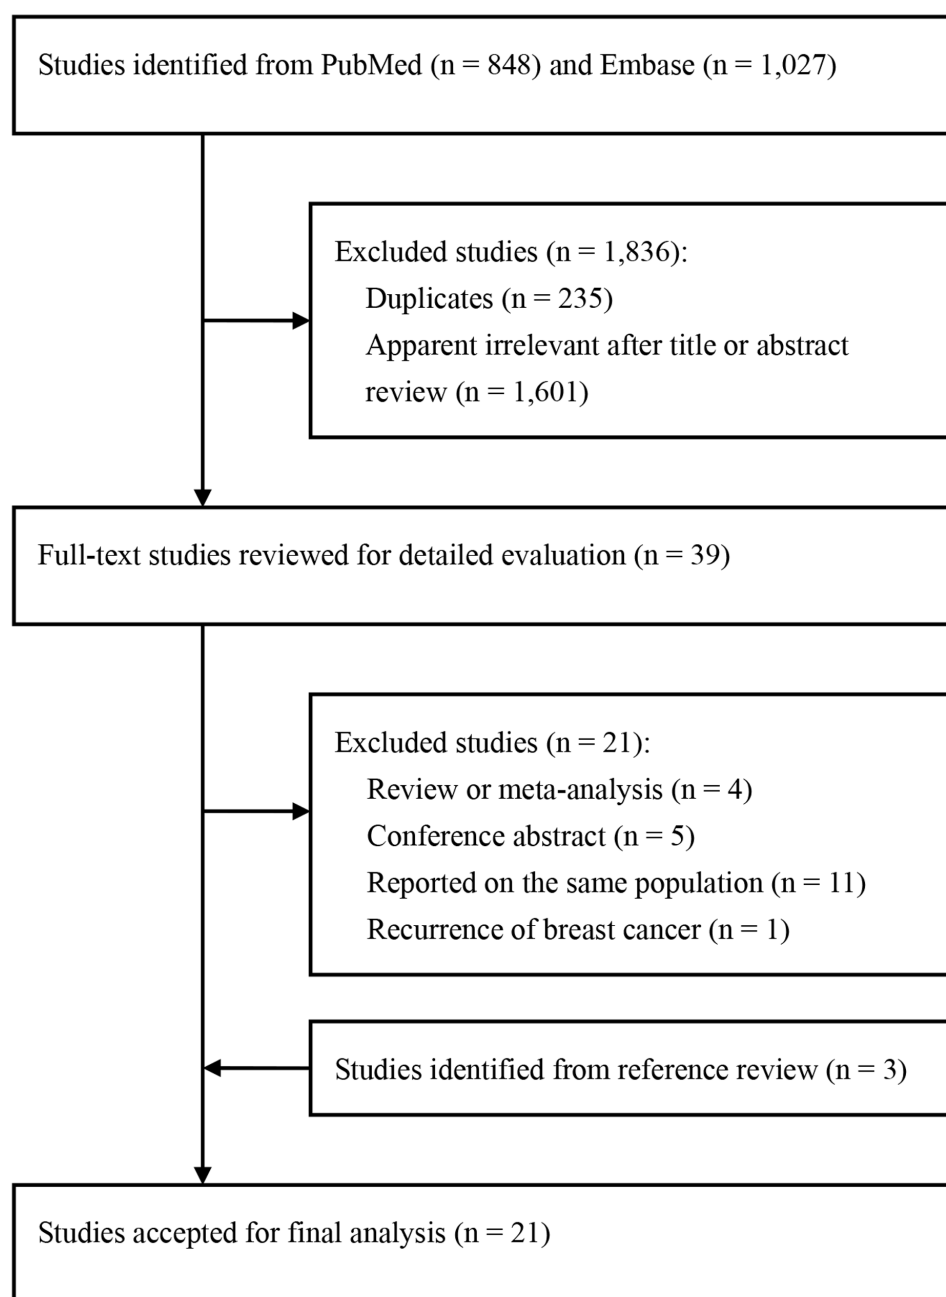 Studies identified from PubMed (n = 848) and Embase (n = 1,027)
Excluded studies (n = 1,836):
Duplicates (n = 235)
Apparent irrelevant after title or abstract
review (n = 1,601)
Full-text studies reviewed for detailed evaluation (n = 39)
Excluded studies (n = 21):
Review or meta-analysis (n = 4)
Conference abstract (n = 5)
Reported on the same population (n = 11)
Recurrence of breast cancer (n = 1)
Studies identified from reference review (n = 3)
Studies accepted for final analysis (n = 21)